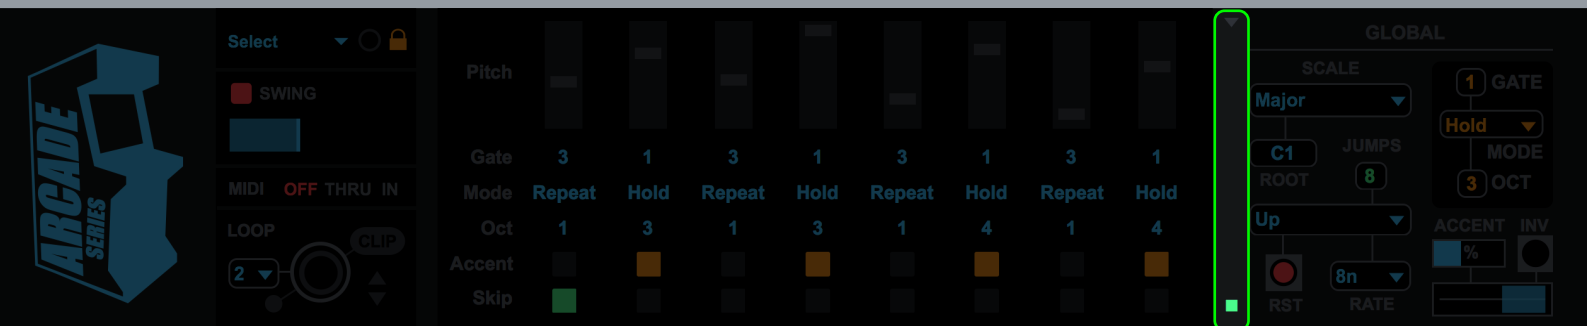 ARCADE
SERIES
Select
SWING
MIDI OFF THRU IN
LOOP
CLIP
2
Pitch
Gate 3 1 3 1 3 1 3 1
Mode Repeat Hold Repeat Hold Repeat Hold Repeat Hold
Oct 1 3 1 3 1 4 1 4
Accent
Skip
GLOBAL
SCALE
Major
C1
ROOT
JUMPS
8
Up
RST
8n
RATE
1 GATE
Hold
MODE
3 OCT
ACCENT INV
%